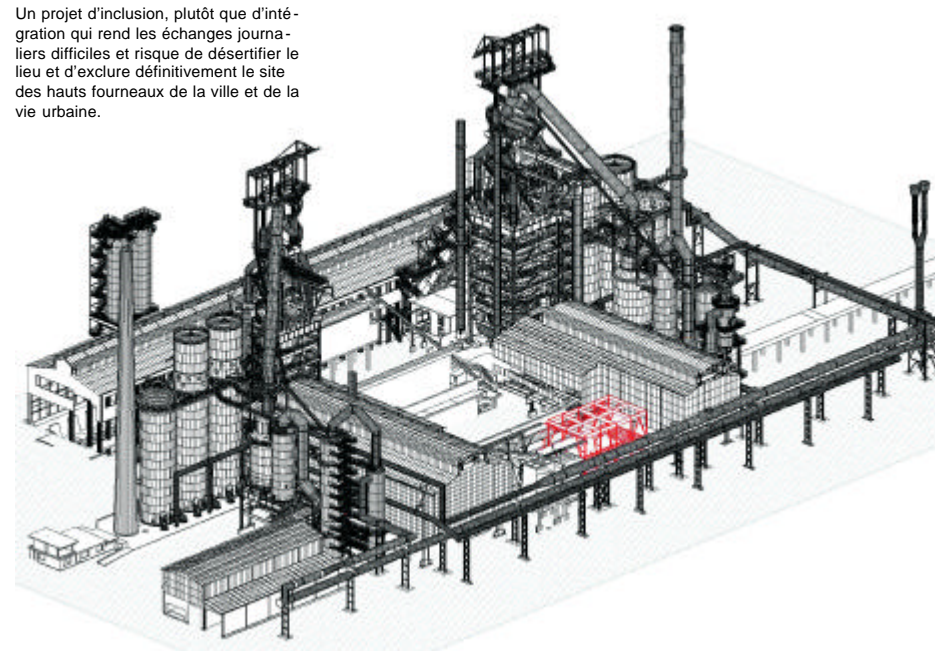 Un projet d'inclusion, plutôt que d'inté-
gration qui rend les échanges journa-
liers difficiles et risque de désertifier le
lieu et d'exclure définitivement le site
des hauts fourneaux de la ville et de la
vie urbaine.